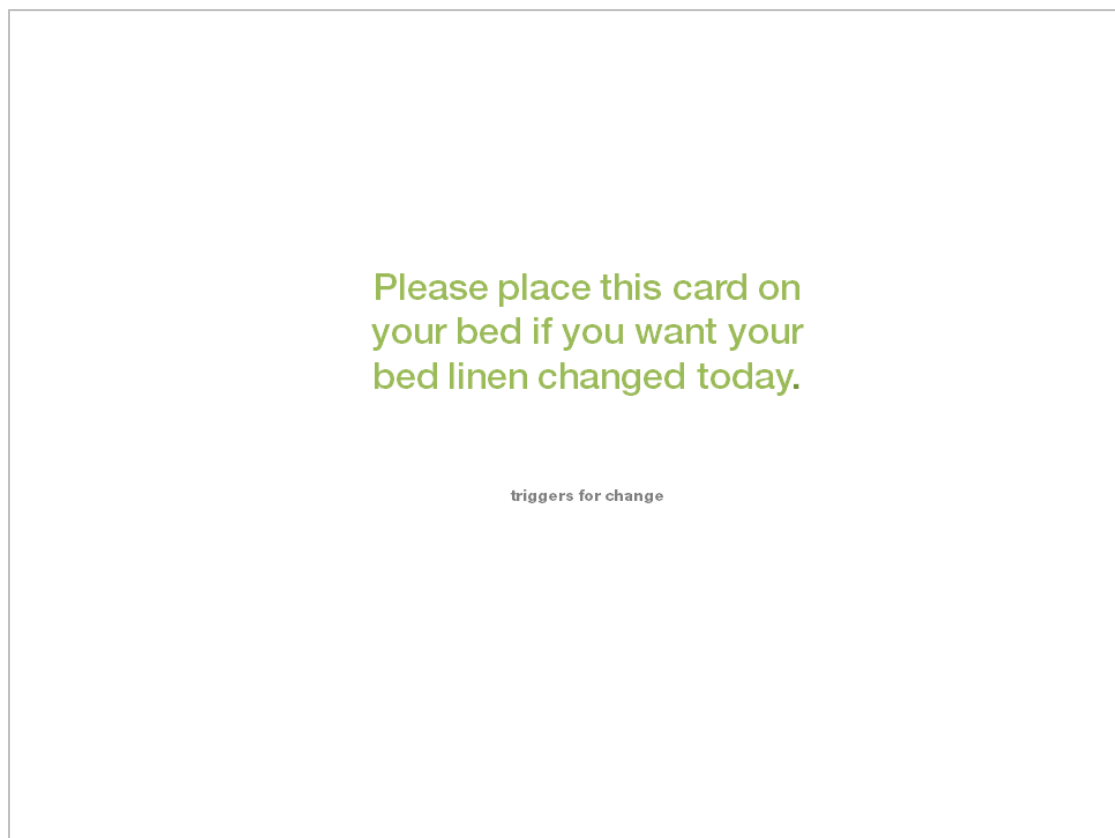 Please place this card on
your bed if you want your
bed linen changed today.
triggers for change